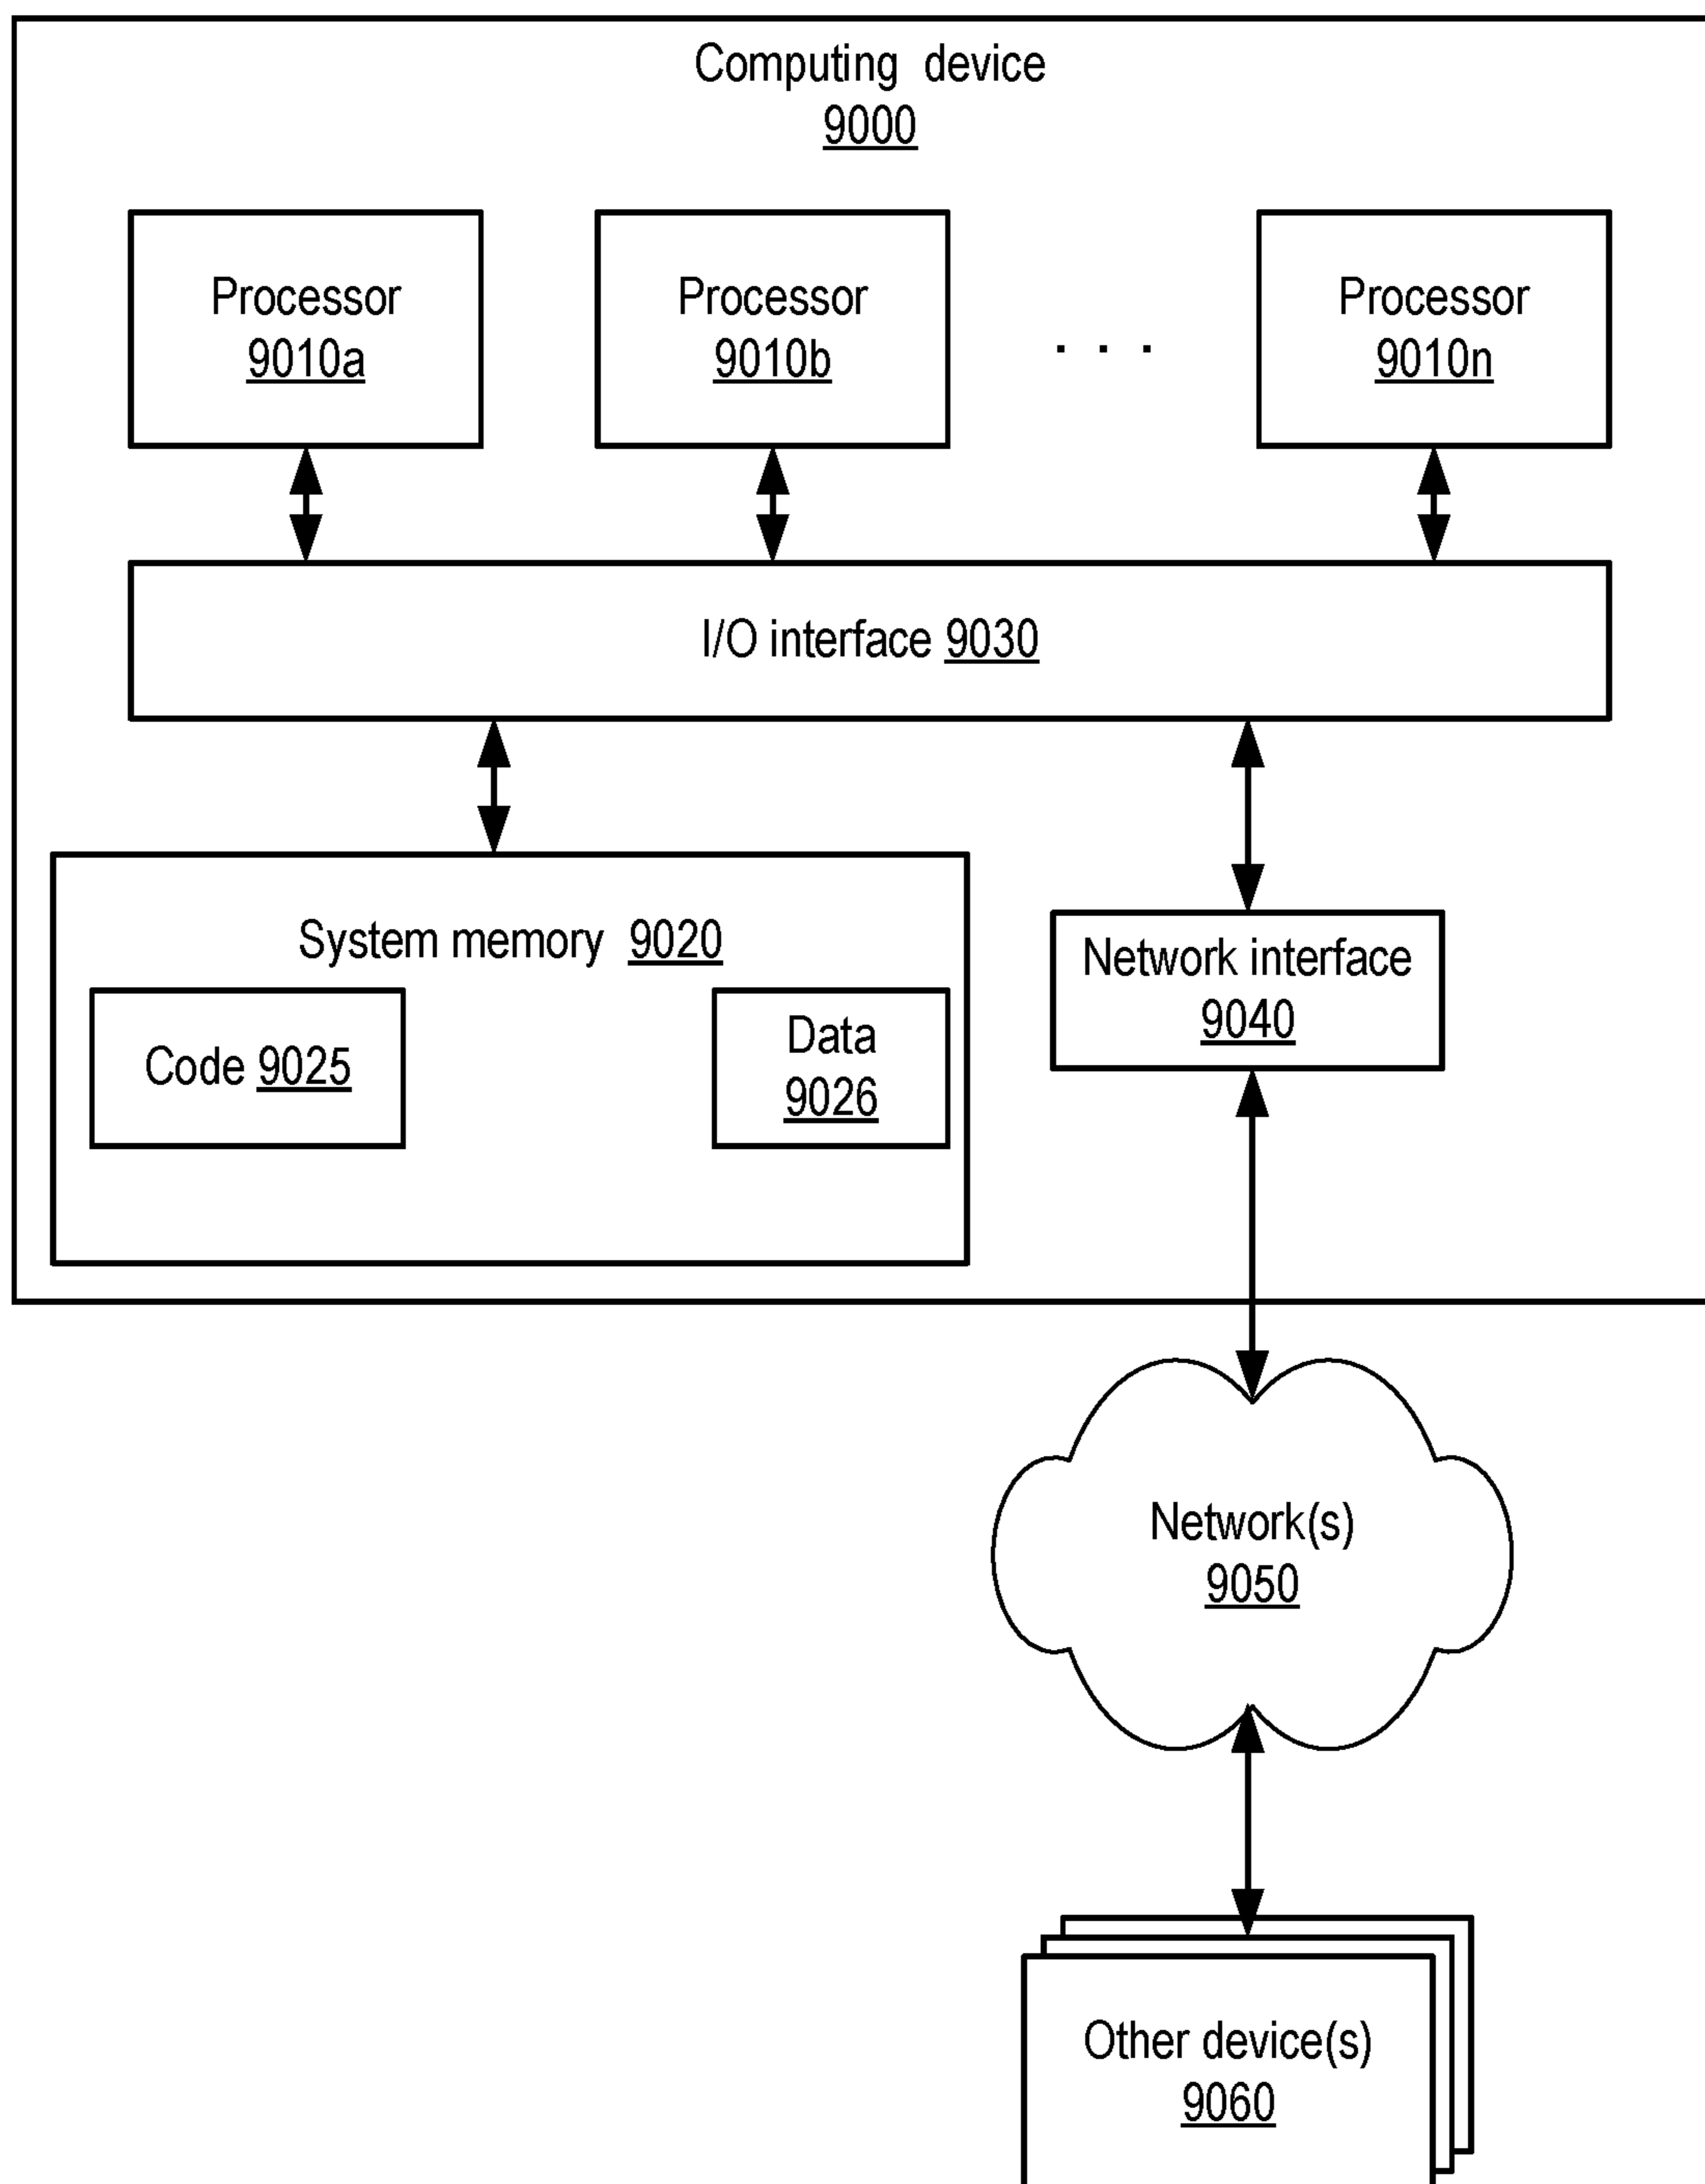 Computing device
9000
Processor
9010a
Processor
9010b
. . .
Processor
9010n
I/O interface 9030
System memory 9020
Code 9025
Data
9026
Network interface
9040
Network(s)
9050
Other device(s)
9060